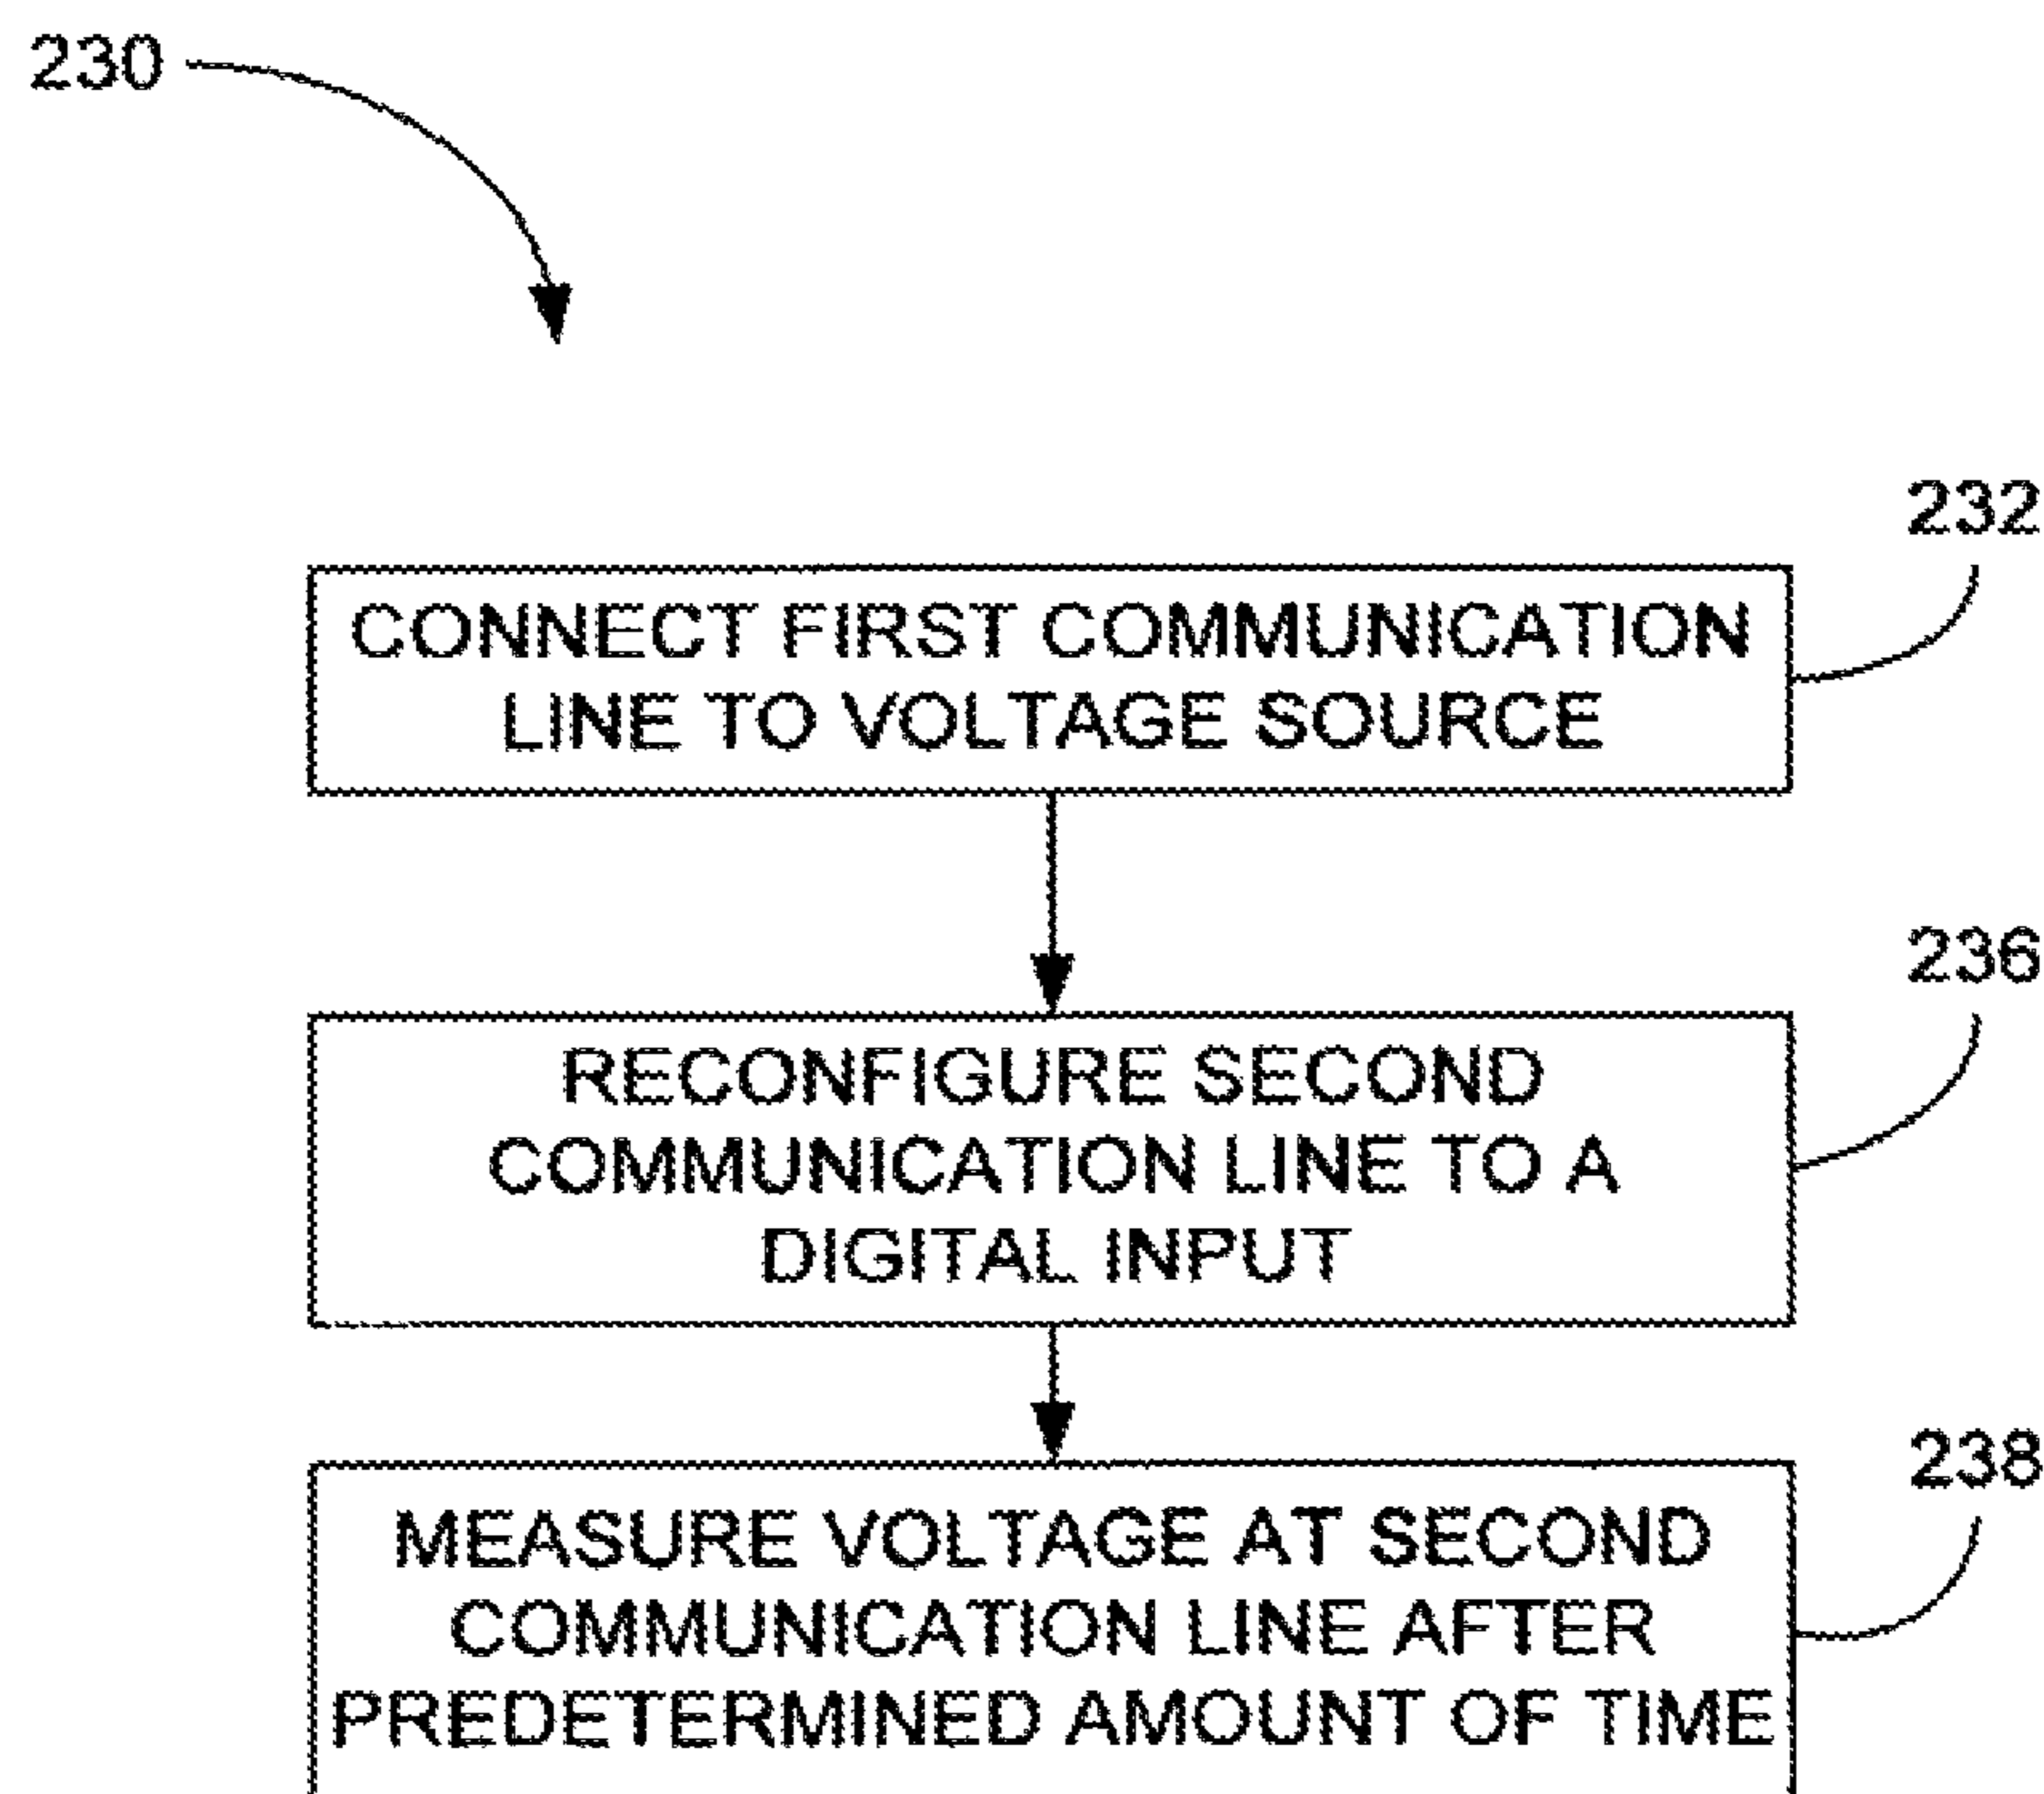 230
232
CONNECT FIRST COMMUNICATION
LINE TO VOLTAGE SOURCE
236
RECONFIGURE SECOND
COMMUNICATION LINE TO A
DIGITAL INPUT
238
MEASURE VOLTAGE AT SECOND
COMMUNICATION LINE AFTER
PREDETERMINED AMOUNT OF TIME